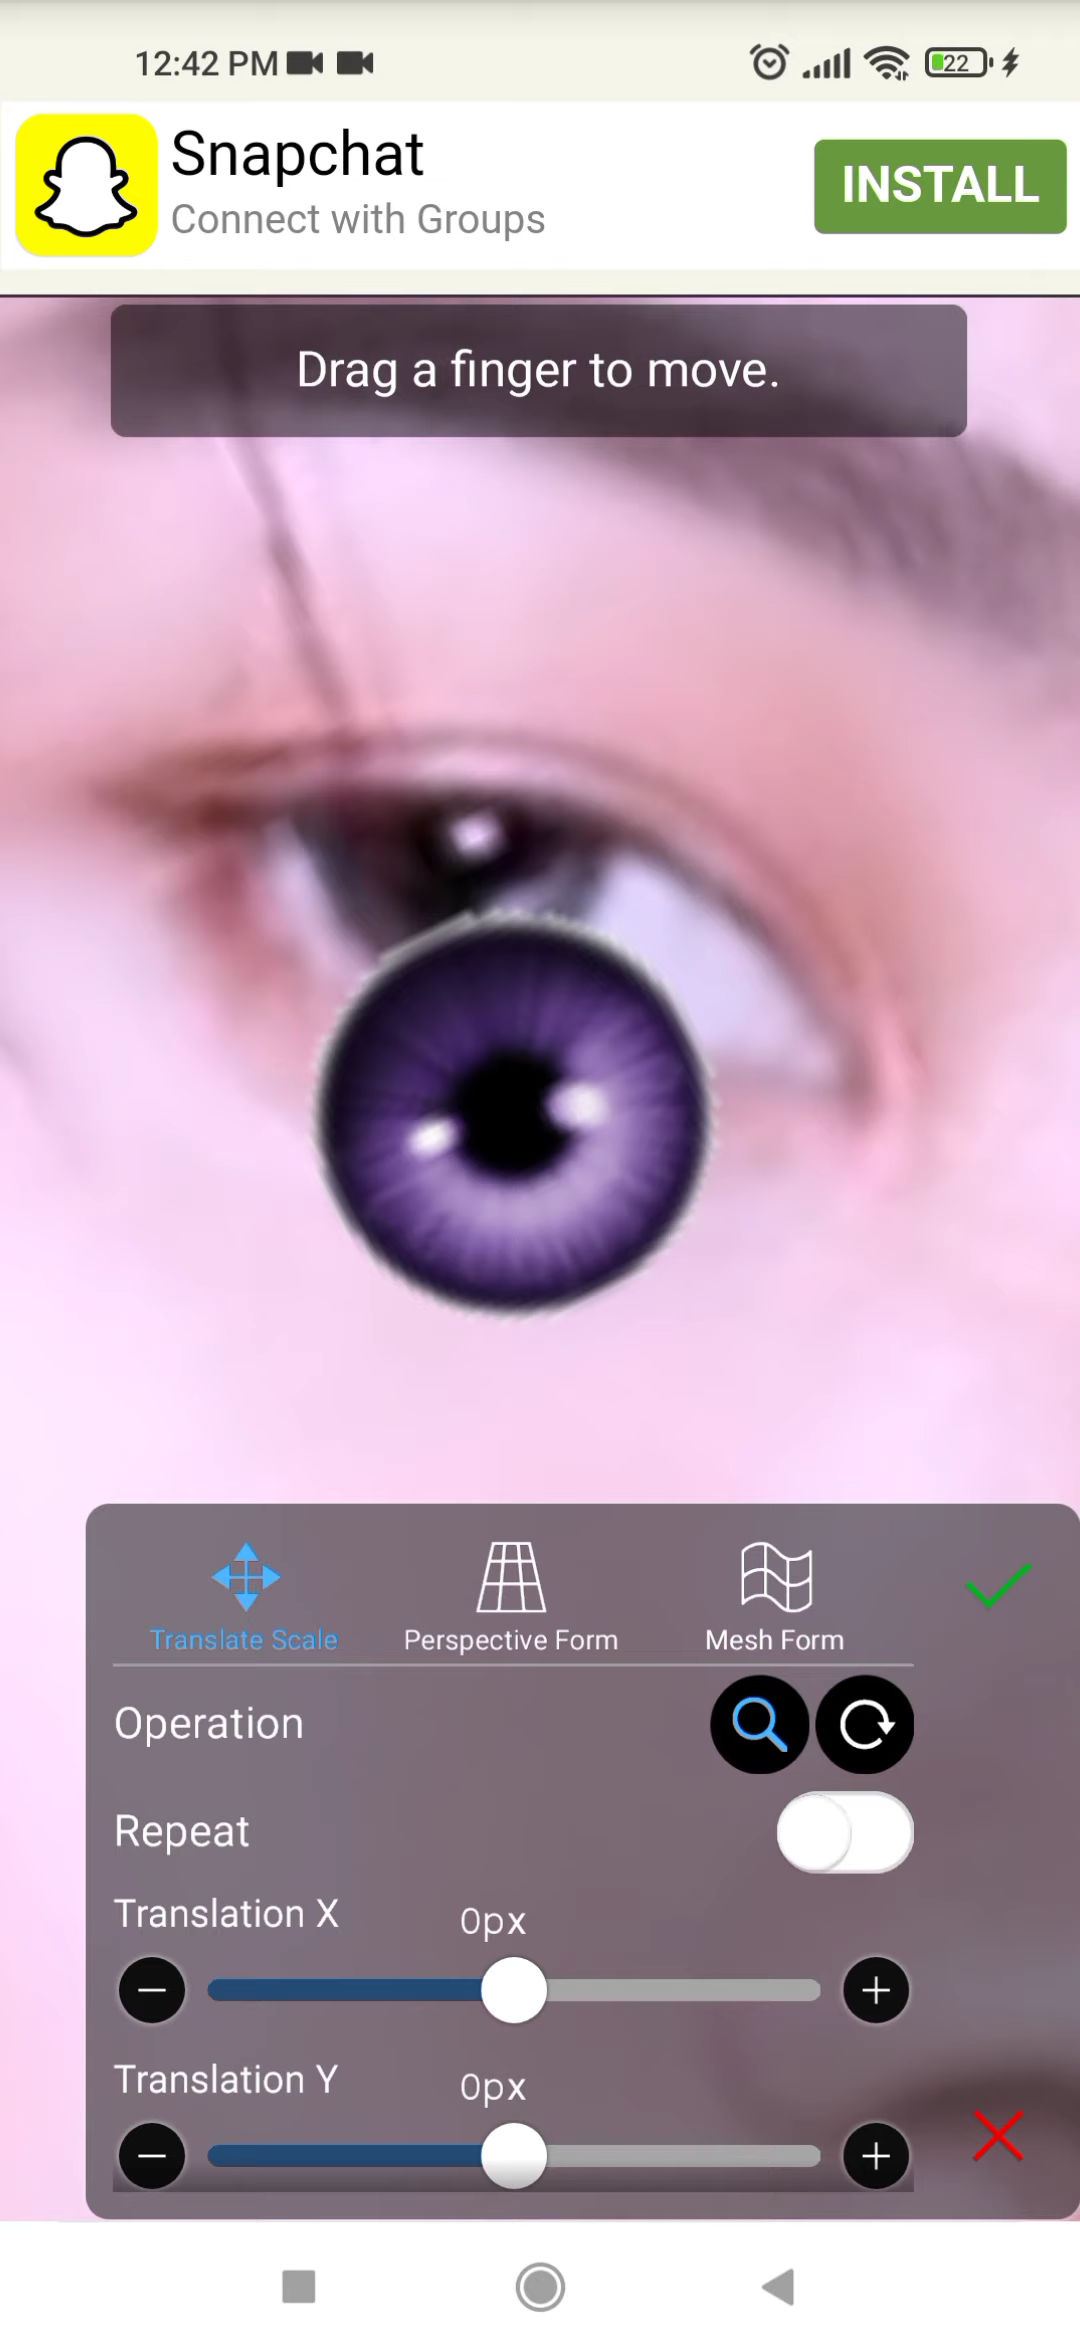 12:42 PM
22
Snapchat
Connect with Groups
INSTALL
Drag a finger to move.
Translate Scale
Perspective Form
Mesh Form
Operation
Repeat
Translation X
0px
Translation Y
0px